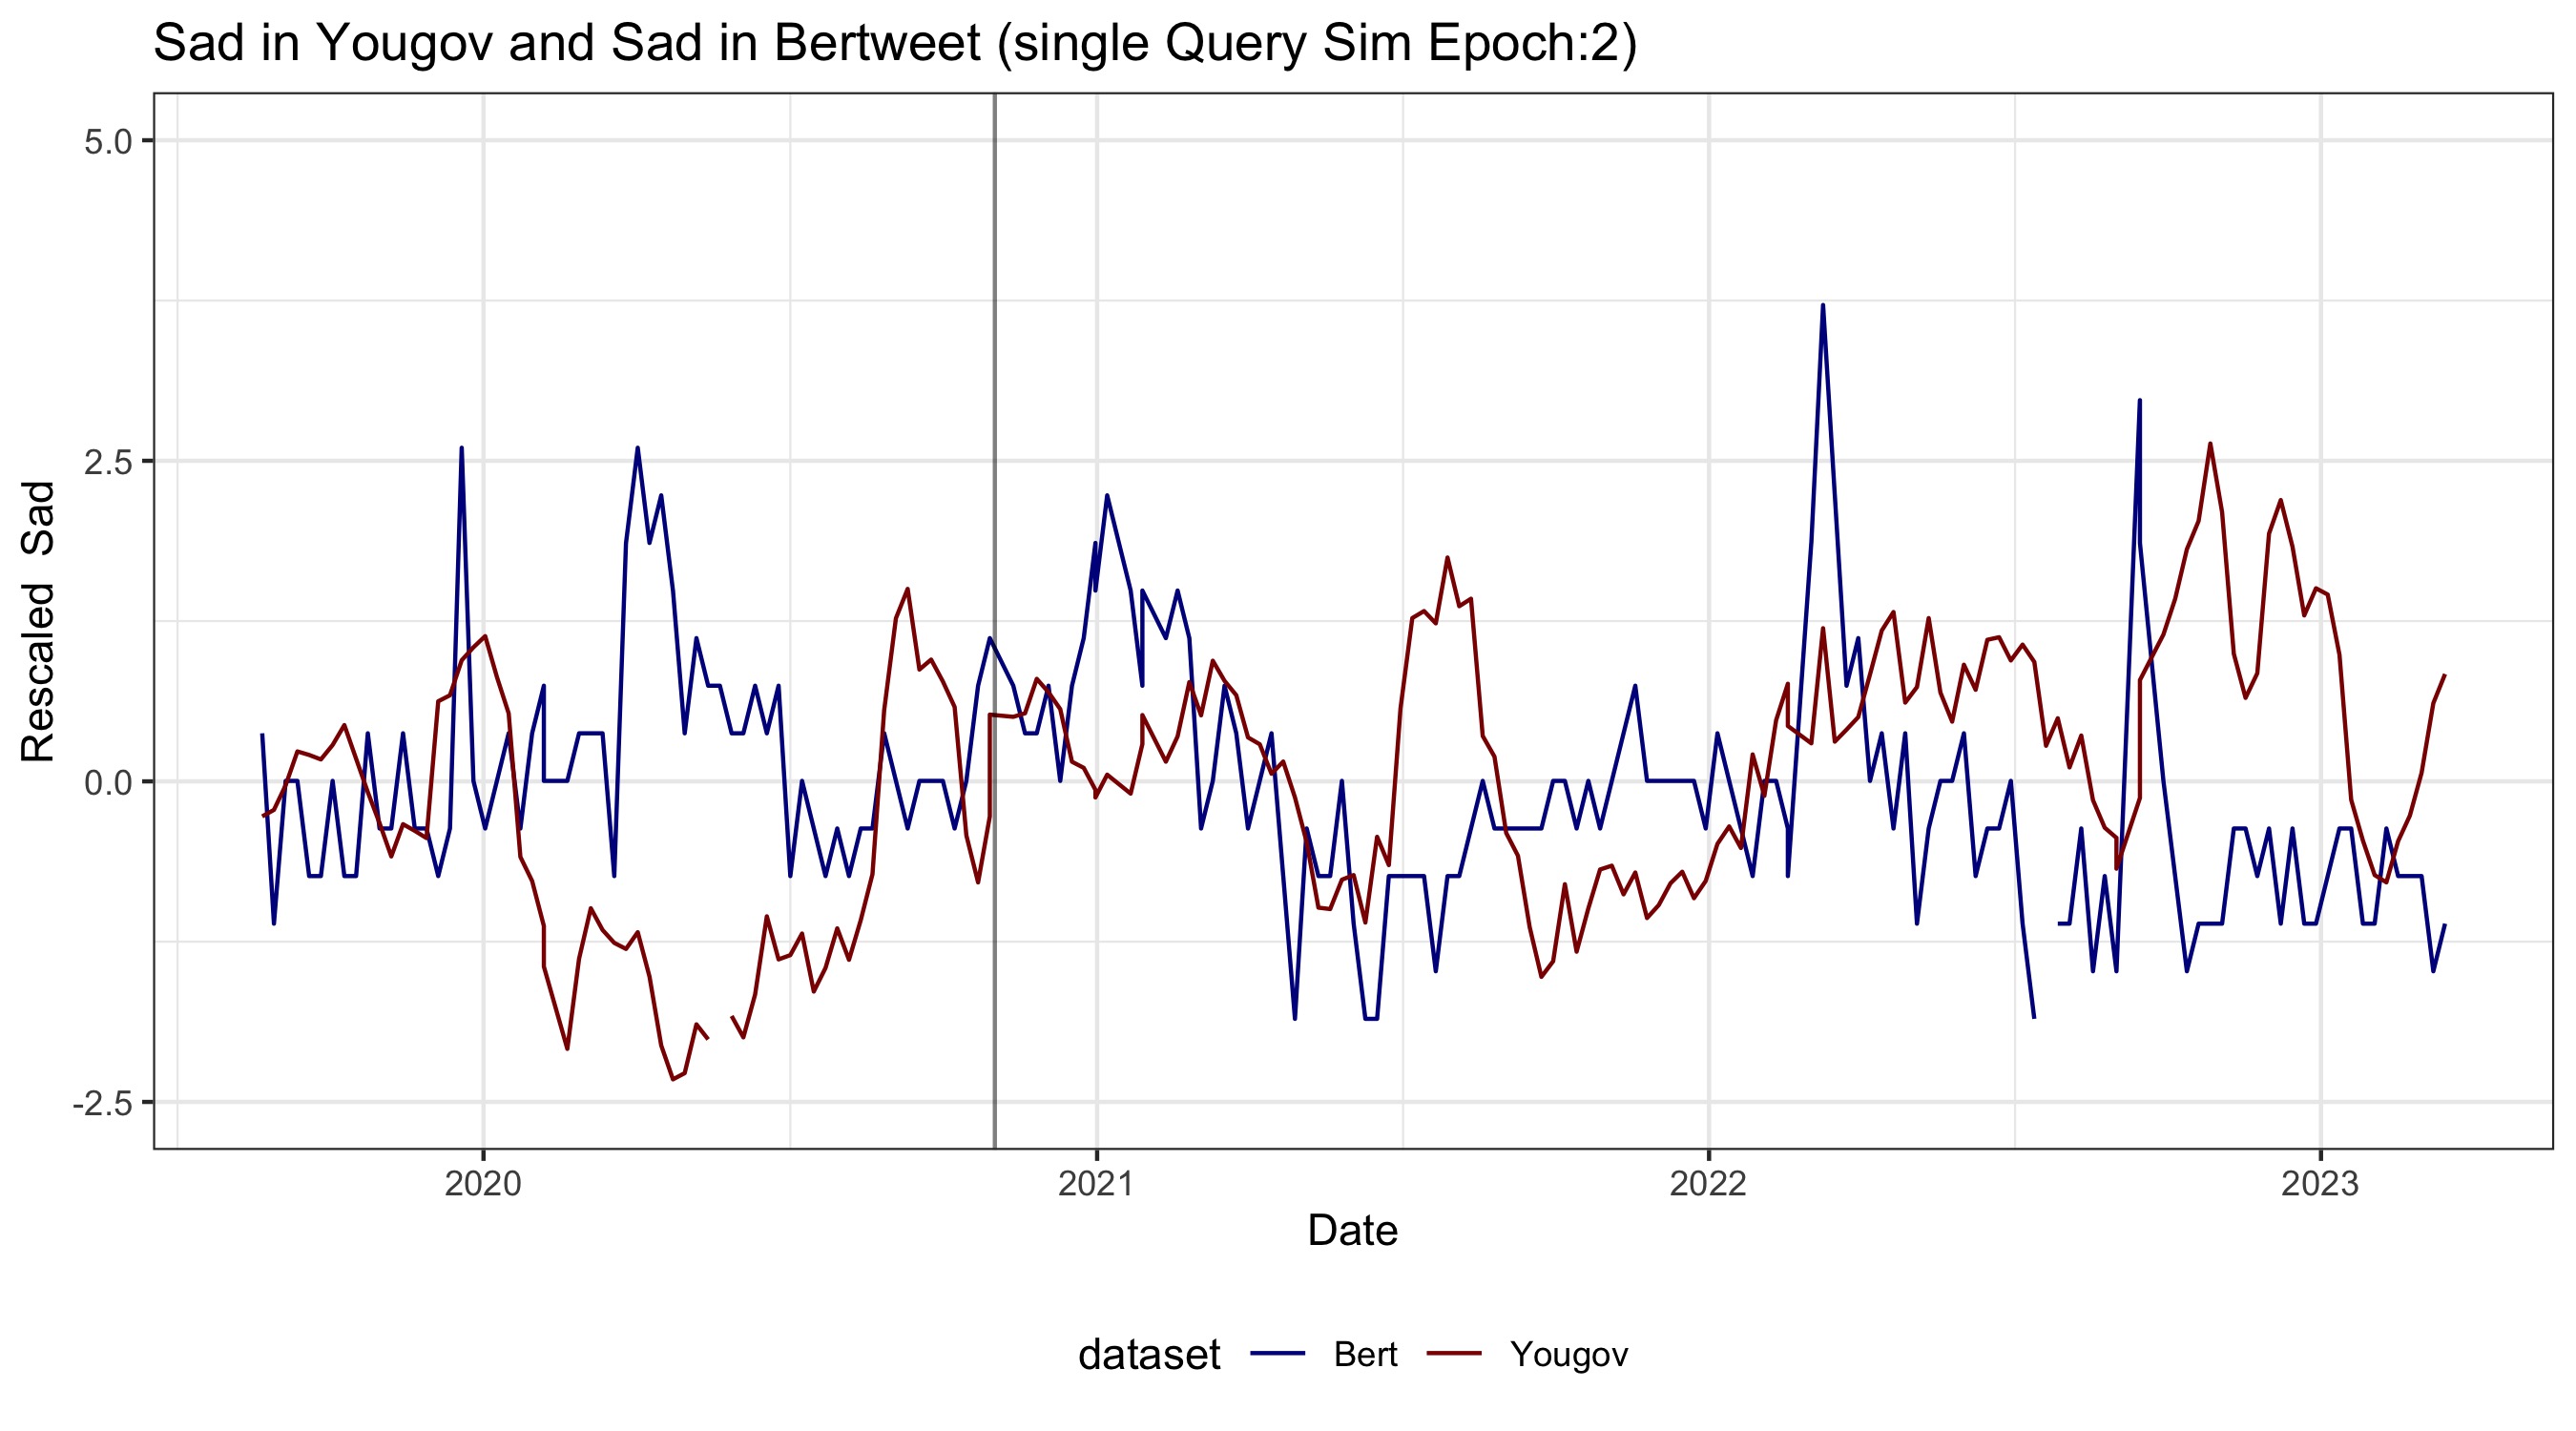 Sad in Yougov and Sad in Bertweet (single Query Sim Epoch:2)
5.0
2.5
0.0
-2.5
Rescaled  Sad
2020
2021
2022
2023
Date
dataset Bert Yougov